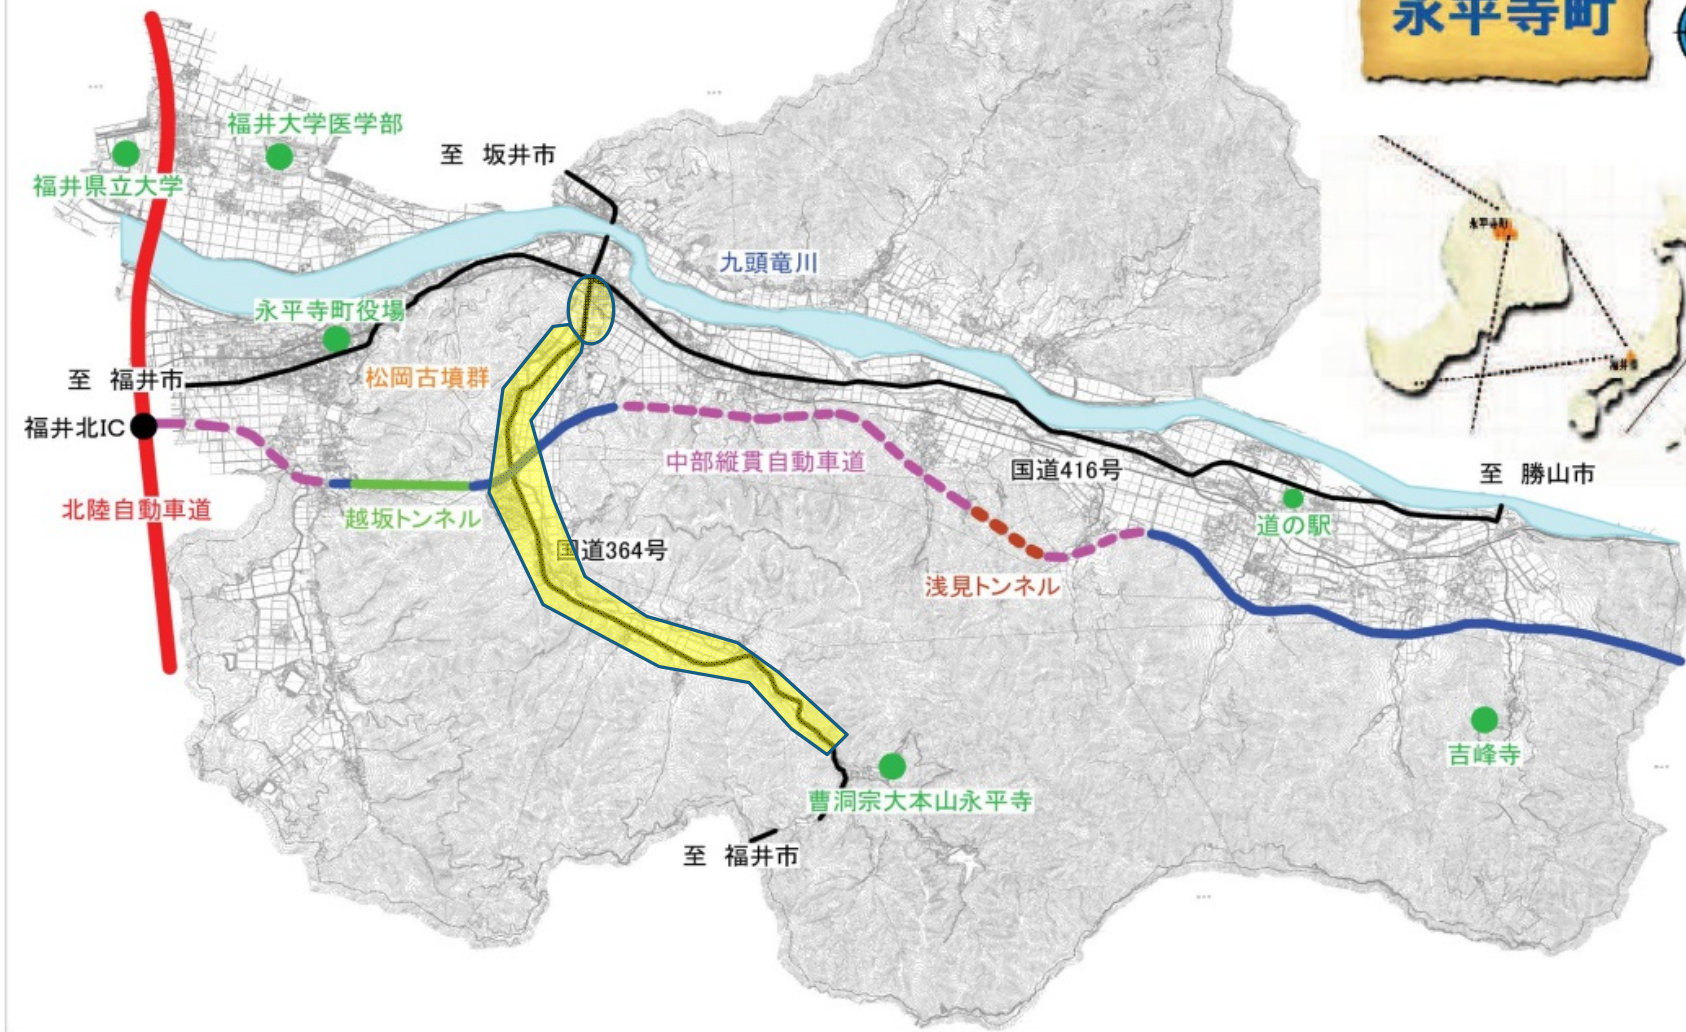 永平寺町
福井大学医学部
至 坂井市
福井県立大学
九頭竜川
永平寺町役場
至 福井市
松岡古墳群
福井北IC
中部縦貫自動車道
国道416号
至 勝山市
北陸自動車道
越坂トンネル
道の駅
国道364号
浅見トンネル
吉峰寺
曹洞宗大本山永平寺
至 福井市
永平寺町